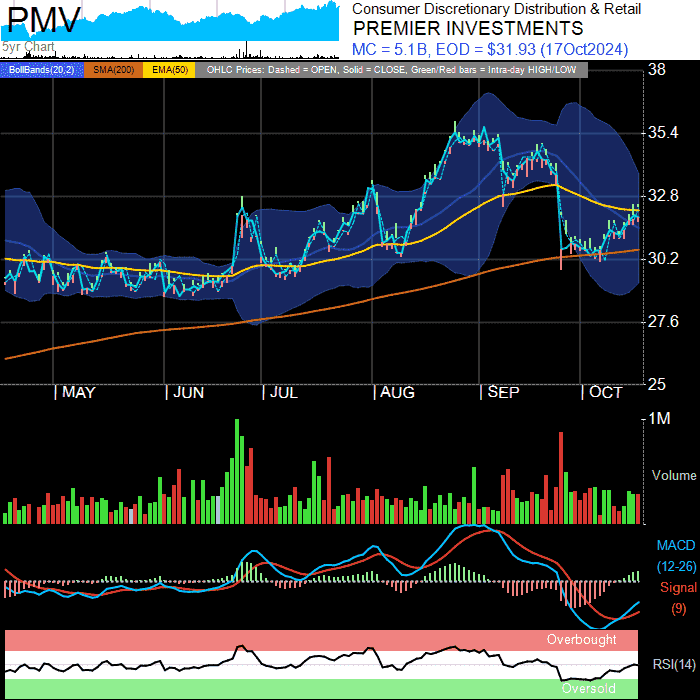 PMV
5yr Chart
Consumer Discretionary Distribution & Retail
PREMIER INVESTMENTS
MC = 5.1B, EOD = $31.93 (17Oct2024)
BollBands(20,2) SMA(200) EMA(50) OHLC Prices: Dashed = OPEN, Solid = CLOSE, Green/Red bars = Intra-day HIGH/LOW
38
35.4
32.8
30.2
27.6
25
| MAY | JUN | JUL | AUG | SEP | OCT
1M
Volume
MACD
(12-26)
Signal
(9)
Overbought
RSI(14)
Oversold